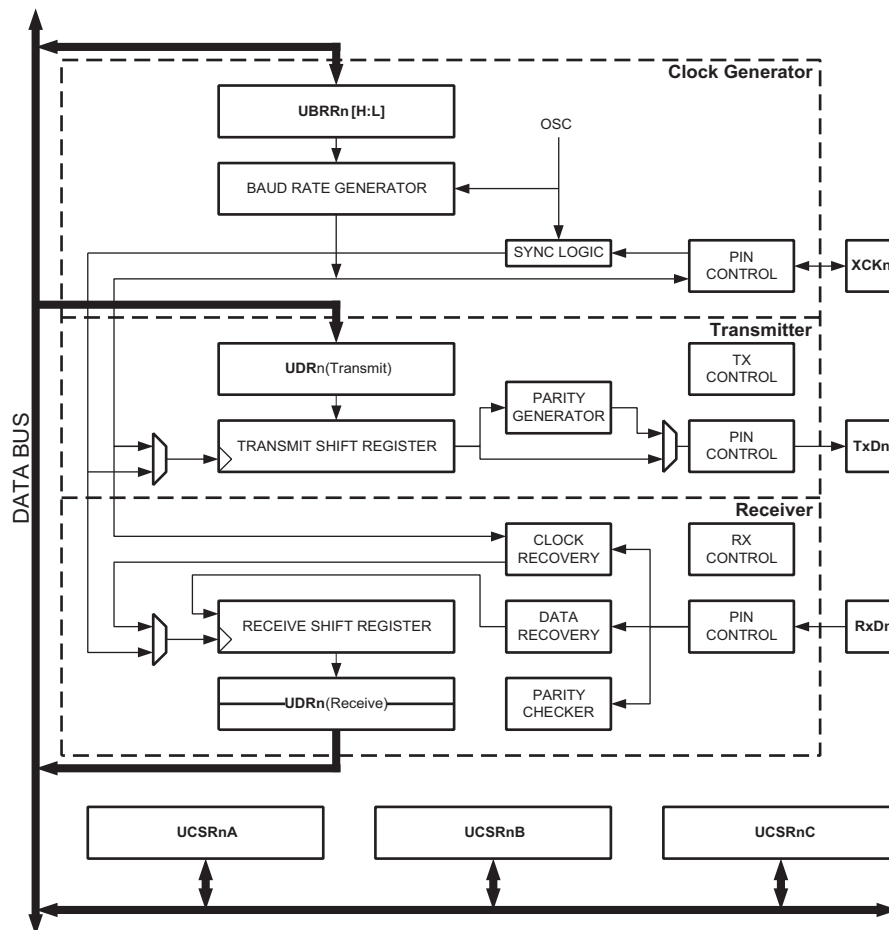 Clock Generator
UBRRn [H:L]
OSC
BAUD RATE GENERATOR
SYNC LOGIC
PIN
CONTROL
XCKn
Transmitter
UDRn(Transmit)
TX
CONTROL
PARITY
GENERATOR
TRANSMIT SHIFT REGISTER
PIN
CONTROL
TxDn
DATA BUS
Receiver
CLOCK
RECOVERY
RX
CONTROL
RECEIVE SHIFT REGISTER
DATA
RECOVERY
PIN
CONTROL
RxDn
UDRn(Receive)
PARITY
CHECKER
UCSRnA
UCSRnB
UCSRnC